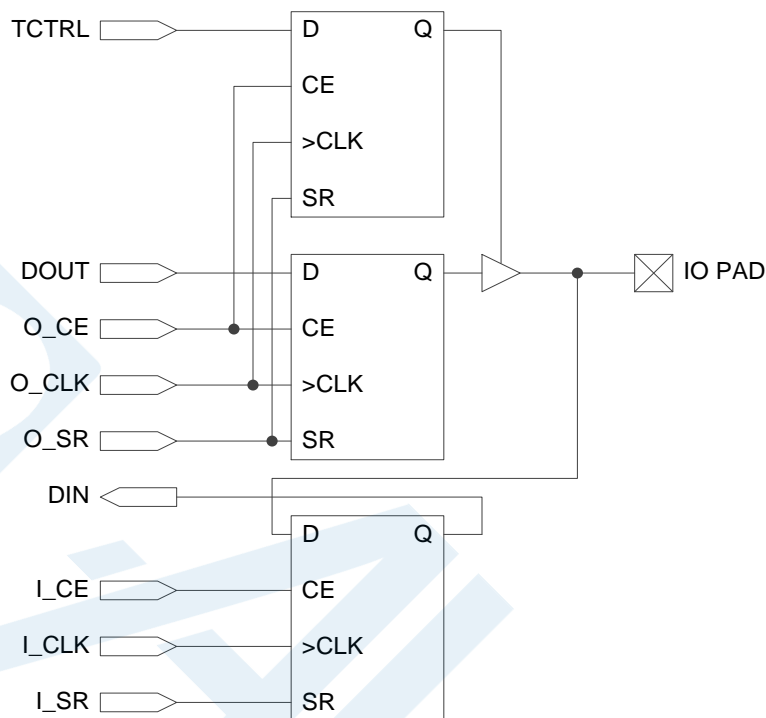 TCTRL
D Q
CE
>CLK
SR
DOUT
D Q
IO PAD
O_CE
CE
O_CLK
>CLK
O_SR
SR
DIN
D Q
I_CE
CE
I_CLK
>CLK
I_SR
SR